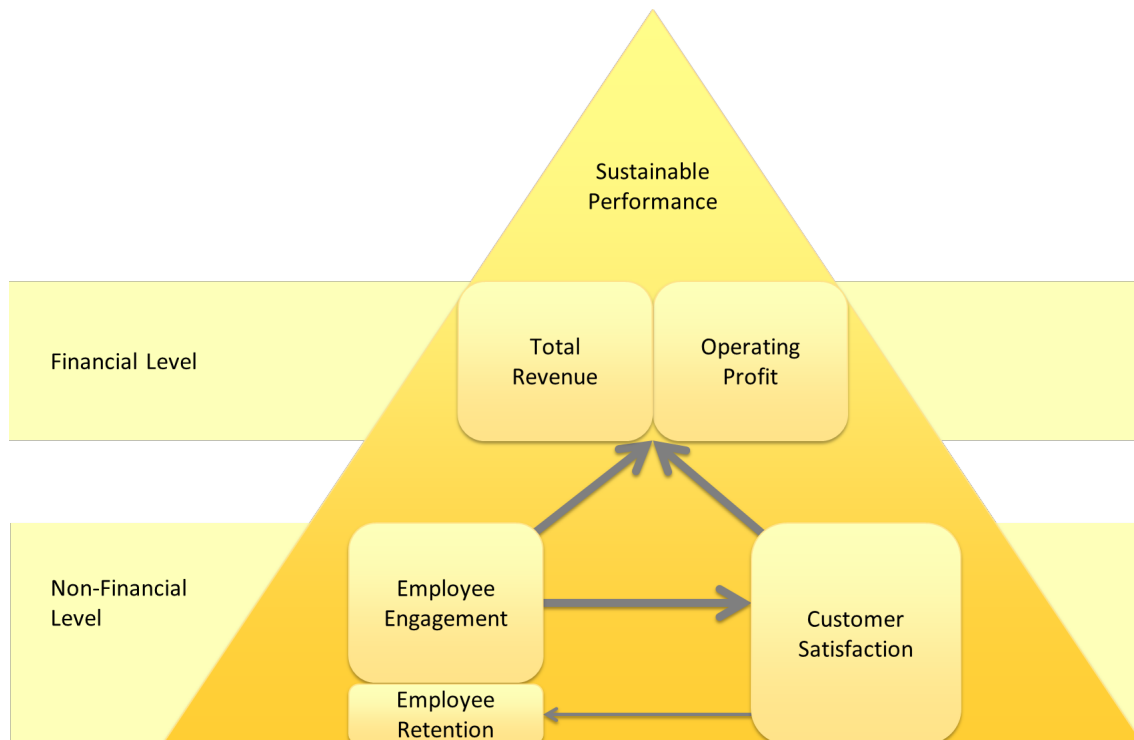 Sustainable
Performance
Financial Level
Total
Revenue
Operating
Profit
Non-Financial
Level
Employee
Engagement
Customer
Satisfaction
Employee
Retention